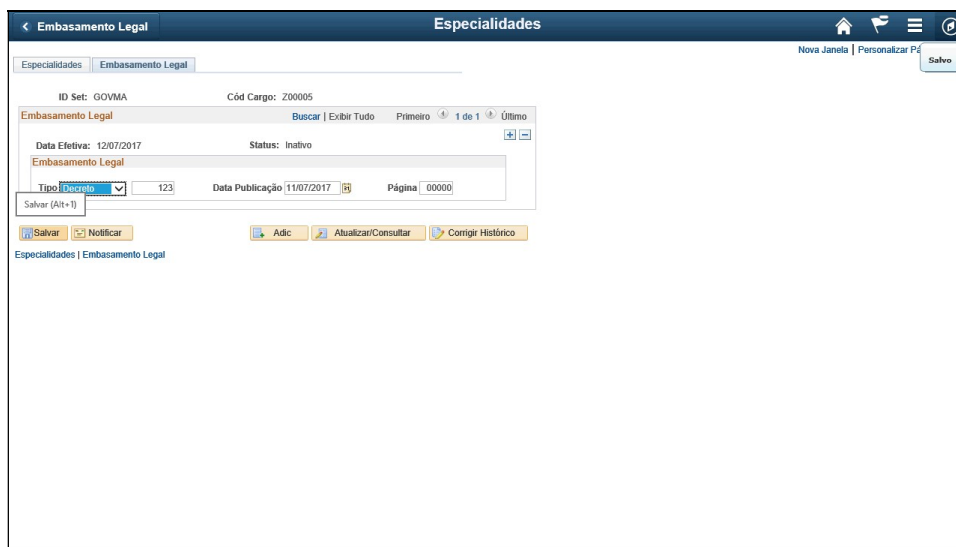 Embasamento Legal Especialidades
Nova Janela | Personalizar Pá
Salvo
Especialidades Embasamento Legal
ID Set: GOVMA Cód Cargo: Z00005
Embasamento Legal Buscar | Exibir Tudo Primeiro 1 de 1 Último
Data Efetiva: 12/07/2017 Status: Inativo
Embasamento Legal
Tipo Decreto 123 Data Publicação 11/07/2017 Página 00000
Salvar (Alt+1)
Salvar Notificar Adic Atualizar/Consultar Corrigir Histórico
Especialidades | Embasamento Legal